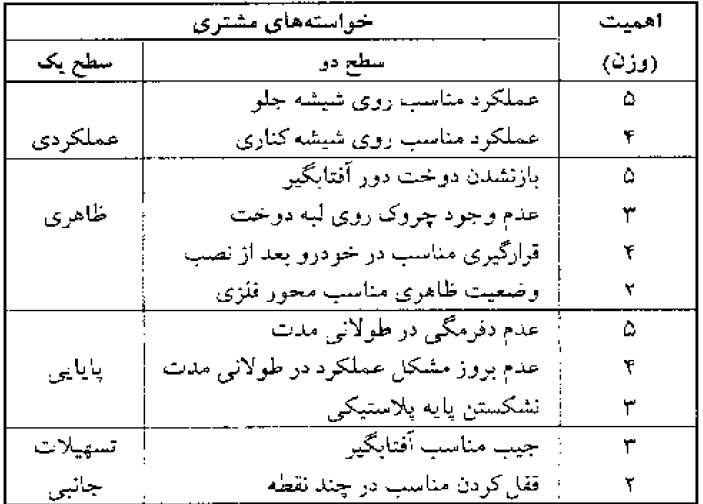 اهمیت خواسته‌های مشتری
(وزن) سطح دو سطح یک
۵ عملکرد مناسب روی شیشه جلو
۴ عملکرد مناسب روی شیشه کناری عملکردی
۵ بازنشدن دوخت دور آفتابگیر
۳ عدم وجود چروک روی لبه دوخت ظاهری
۴ قرارگیری مناسب در خودرو بعد از نصب
۲ وضعیت ظاهری مناسب محور فلزی
۵ عدم دفرمگی در طولانی مدت
۴ عدم بروز مشکل عملکرد در طولانی مدت پایایی
۳ نشکستن پایه پلاستیکی
۳ جیب مناسب آفتابگیر تسهیلات
۲ قفل کردن مناسب در چند نقطه جانبی